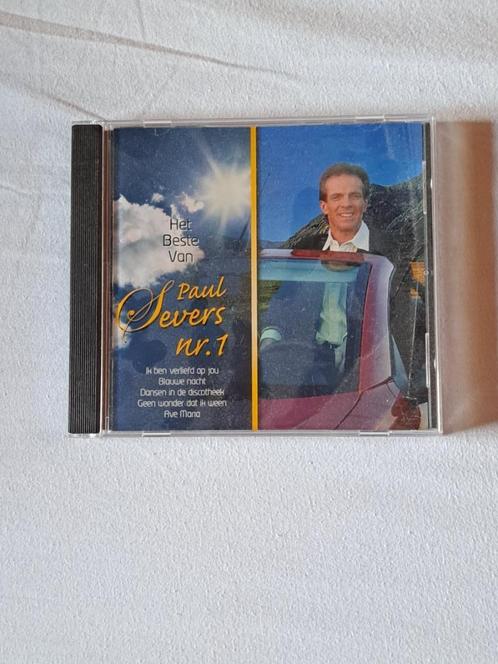 Het
Beste
Van
Paul
Severs
nr.1
Ik ben verliefd op jou
Blauwe nacht
Dansen in de discotheek
Geen wonder dat ik ween
Ave Maria